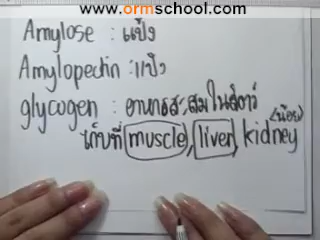 www.ormschool.com
Amylose : แป้ง
Amylopectin : แป้ง
glycogen : อาหารสะสมในสัตว์
(น้อย)
เก็บที่ muscle, liver, kidney